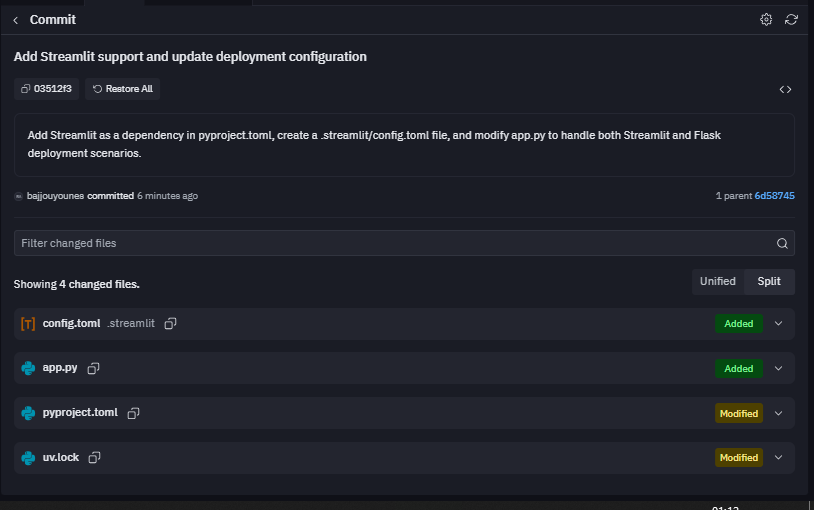 Commit
Add Streamlit support and update deployment configuration
03512f3 Restore All
Add Streamlit as a dependency in pyproject.toml, create a .streamlit/config.toml file, and modify app.py to handle both Streamlit and Flask
deployment scenarios.
bajjouyounes committed 6 minutes ago 1 parent 6d58745
Filter changed files
Showing 4 changed files. Unified Split
config.toml .streamlit Added
app.py Added
pyproject.toml Modified
uv.lock Modified